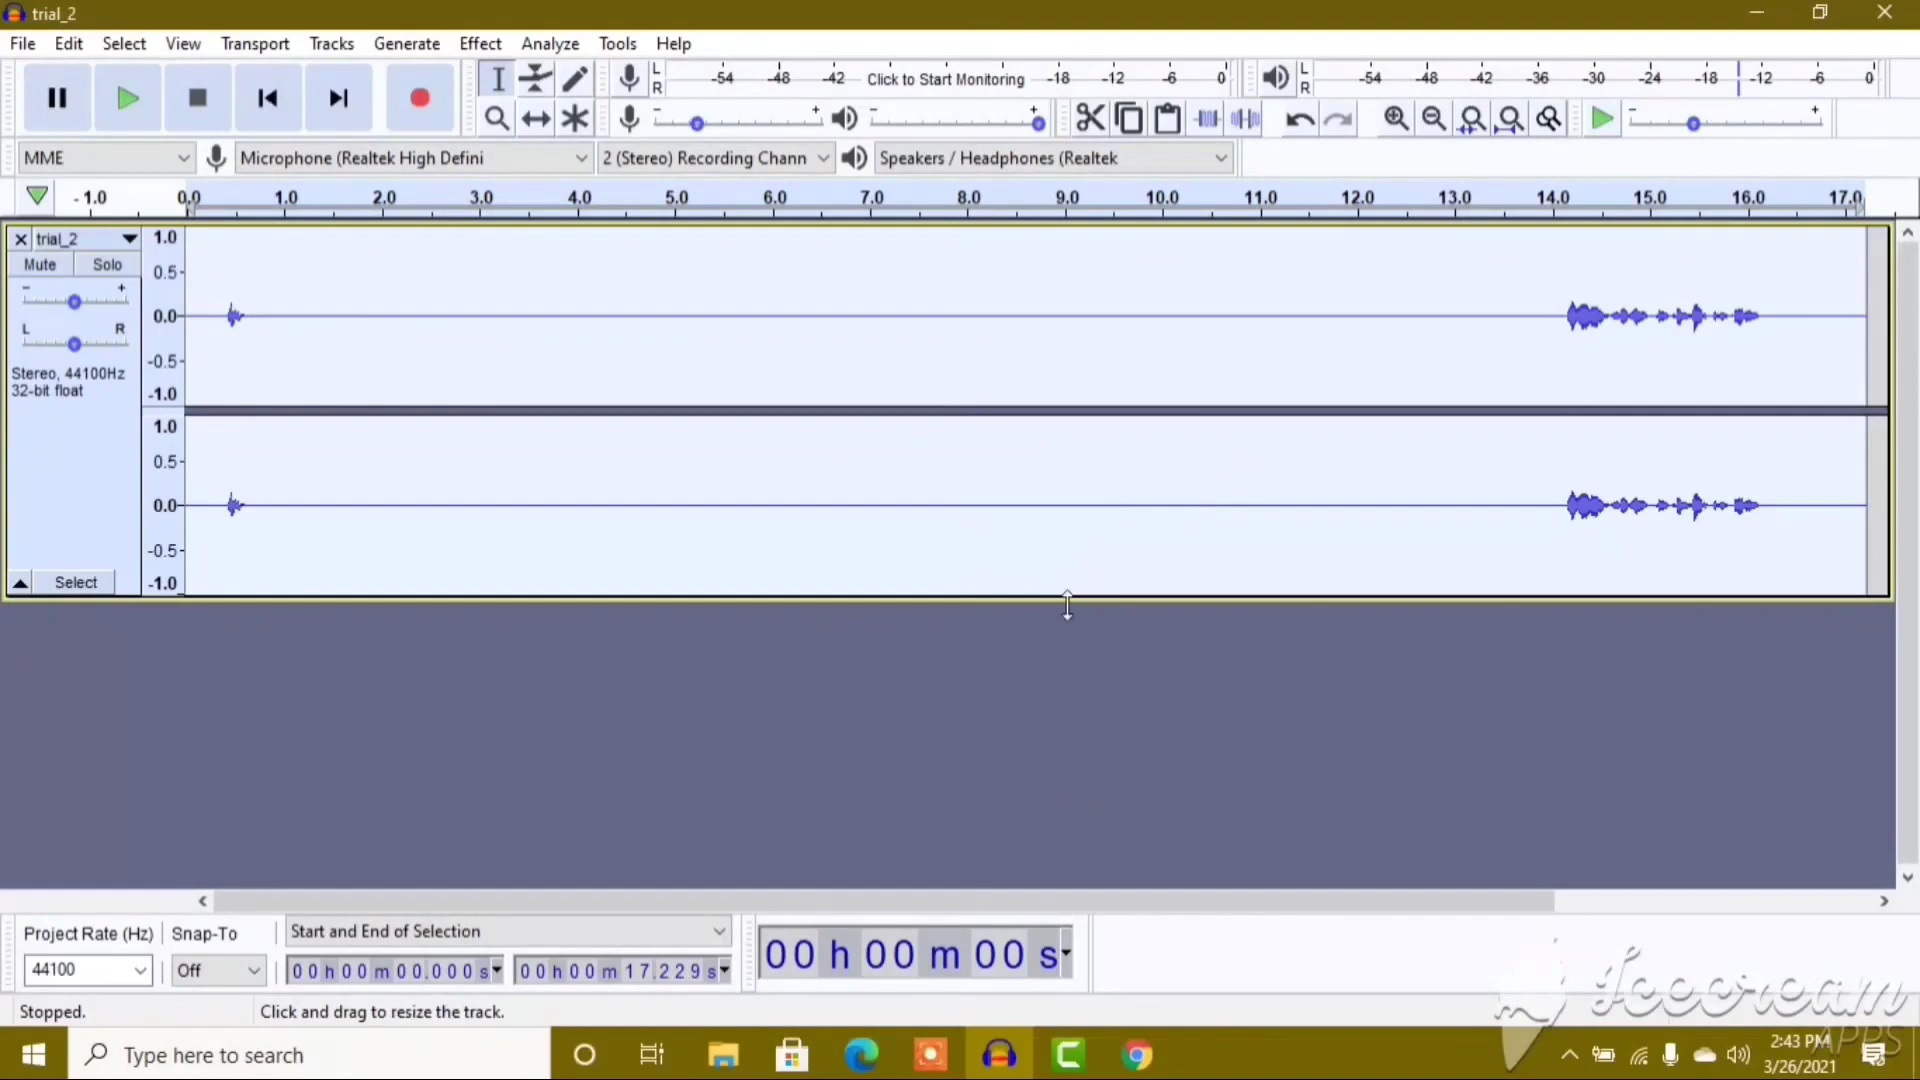 trial_2
File Edit Select View Transport Tracks Generate Effect Analyze Tools Help
L R -54 -48 -42 Click to Start Monitoring -18 -12 -6 0 L R -54 -48 -42 -36 -30 -24 -18 -12 -6 0
- + - + - +
MME Microphone (Realtek High Defini 2 (Stereo) Recording Chann Speakers / Headphones (Realtek
-1.0 0.0 1.0 2.0 3.0 4.0 5.0 6.0 7.0 8.0 9.0 10.0 11.0 12.0 13.0 14.0 15.0 16.0 17.0
trial_2 1.0
Mute Solo 0.5
- + 0.0
L R
-0.5
Stereo, 44100Hz
32-bit float -1.0
1.0
0.5
0.0
-0.5
Select -1.0
Project Rate (Hz) Snap-To Start and End of Selection
44100 Off 00h00m00.000s 00h00m17.229s 00h00m00s
Stopped. Click and drag to resize the track.
Icecream
APPS
Type here to search
2:43 PM
3/26/2021